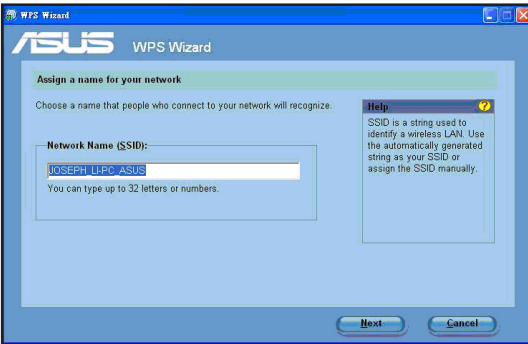 WPS Wizard
ASUS WPS Wizard
Assign a name for your network
Choose a name that people who connect to your network will recognize.
Network Name (SSID):
JOSEPH_LI-PC_ASUS
You can type up to 32 letters or numbers.
Help
SSID is a string used to
identify a wireless LAN. Use
the automatically generated
string as your SSID or
assign the SSID manually.
Next
Cancel